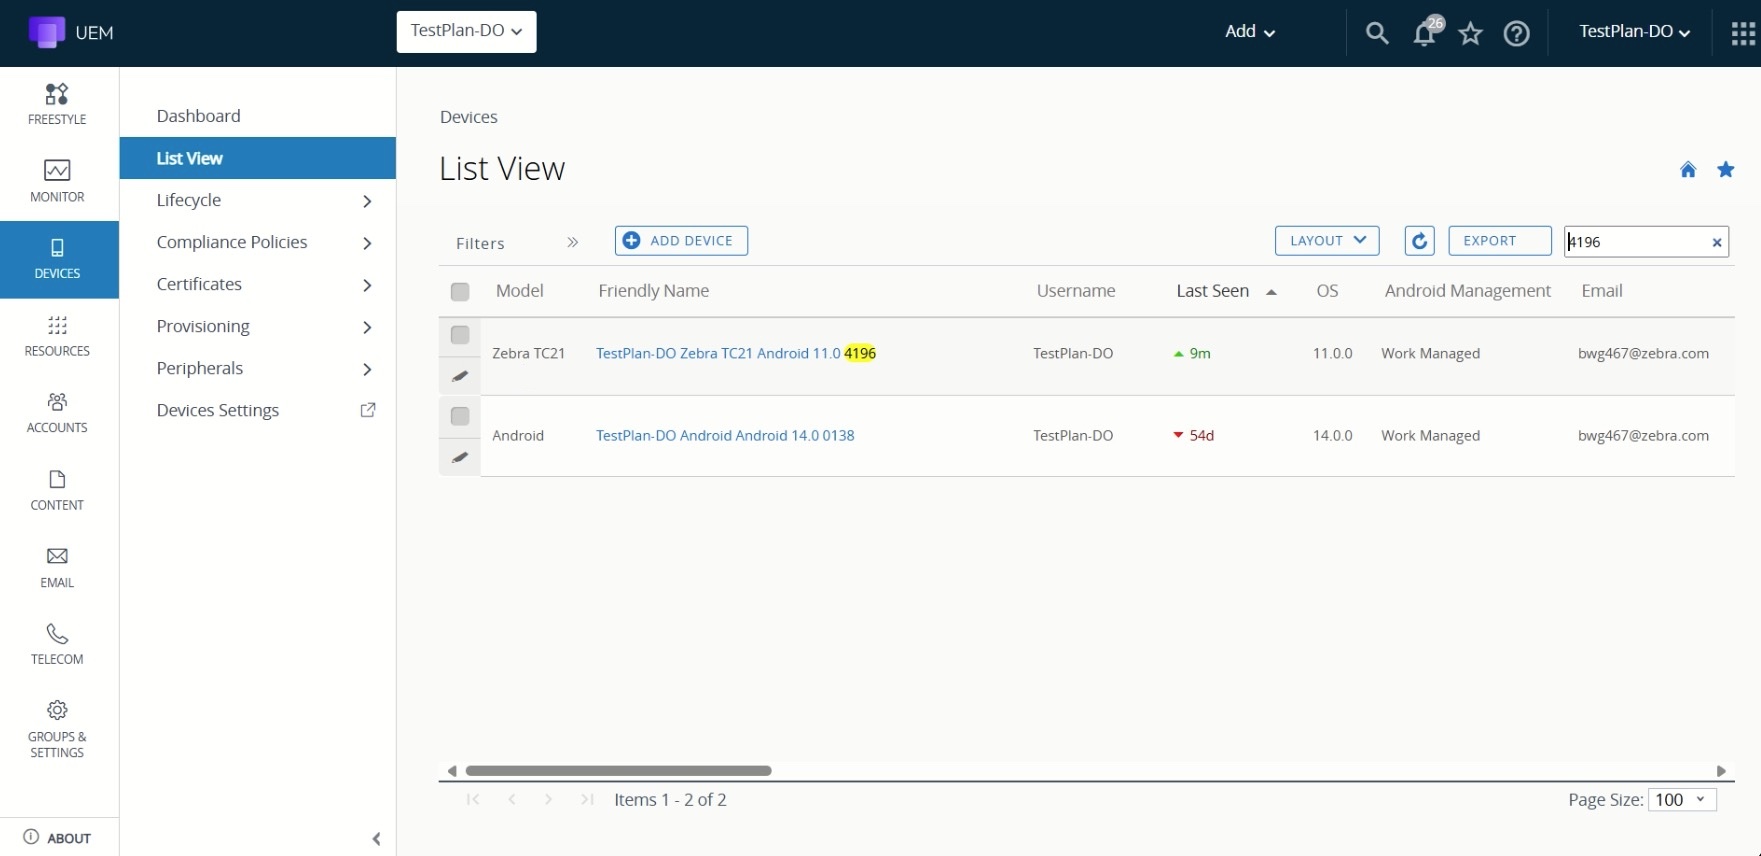 UEM
TestPlan-DO
Add
26
TestPlan-DO
FREESTYLE
MONITOR
DEVICES
RESOURCES
ACCOUNTS
CONTENT
EMAIL
TELECOM
GROUPS &
SETTINGS
ABOUT
Dashboard
List View
Lifecycle
Compliance Policies
Certificates
Provisioning
Peripherals
Devices Settings
Devices
List View
Filters
ADD DEVICE
LAYOUT
EXPORT
4196
Model Friendly Name Username Last Seen OS Android Management Email
Zebra TC21 TestPlan-DO Zebra TC21 Android 11.0 4196 TestPlan-DO 9m 11.0.0 Work Managed bwg467@zebra.com
Android TestPlan-DO Android Android 14.0 0138 TestPlan-DO 54d 14.0.0 Work Managed bwg467@zebra.com
Items 1 - 2 of 2
Page Size: 100